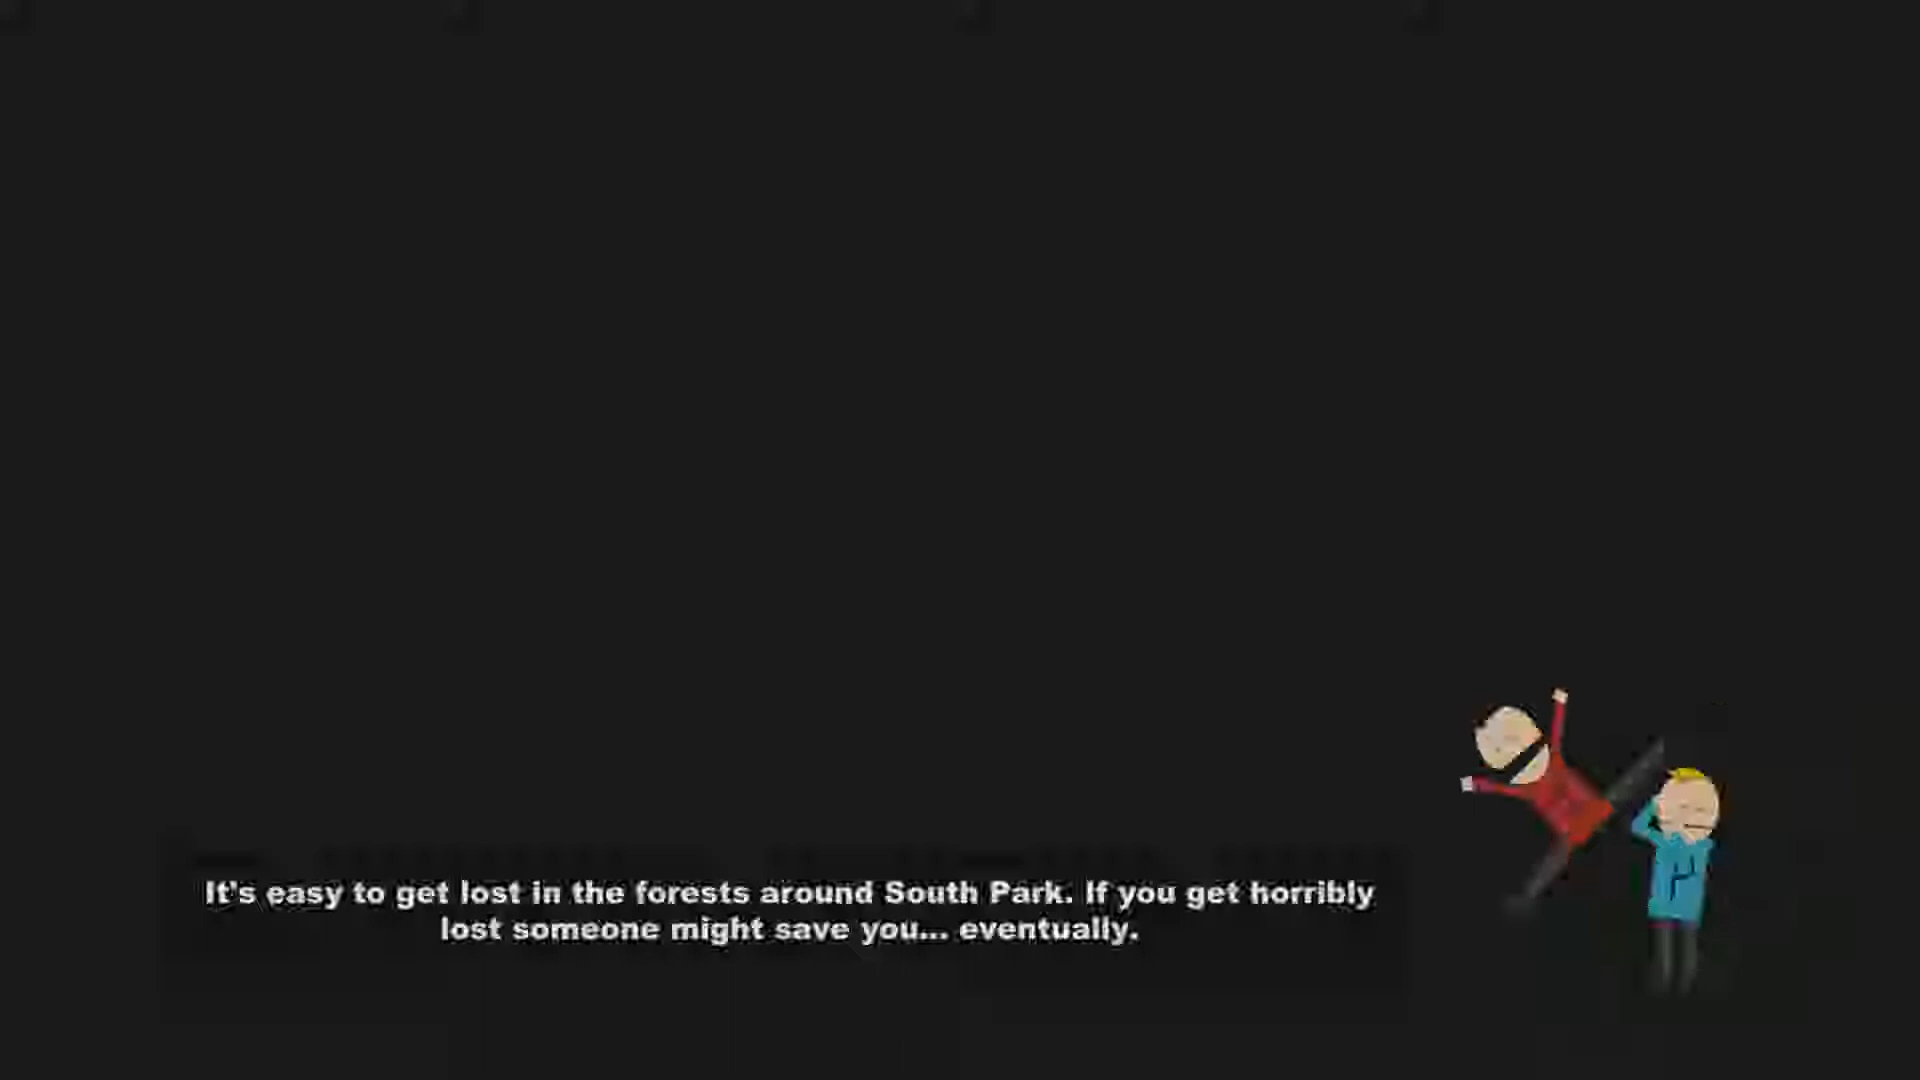 It's easy to get lost in the forests around South Park. If you get horribly
lost someone might save you... eventually.